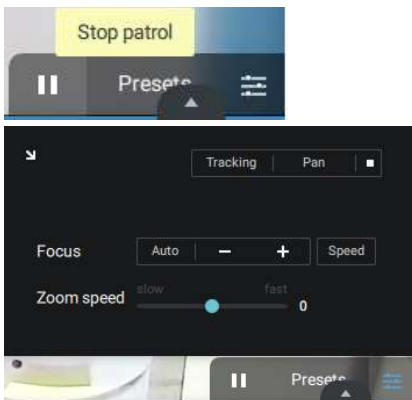 Stop patrol
Presets
Tracking Pan
Focus Auto Speed
slow fast
Zoom speed 0
Presets